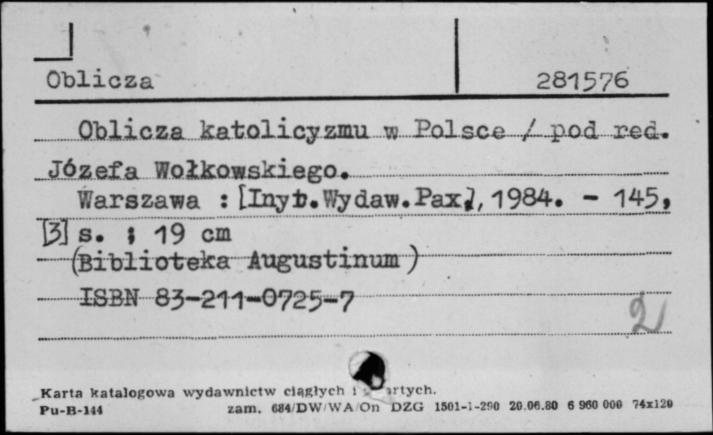 Oblicza 281576
Oblicza katolicyzmu w Polsce / pod red.
Józefa Wołkowskiego.
Warszawa : [Inyt.Wydaw.Pax], 1984. - 145,
[3] s. ; 19 cm
(Biblioteka Augustinum)
ISBN 83-211-0725-7
2
Karta katalogowa wydawnictw ciągłych i
Pu-B-144 zam. 684/DW/WA/On DZG 1501-1-290 20.06.80 6 960 000 74x120